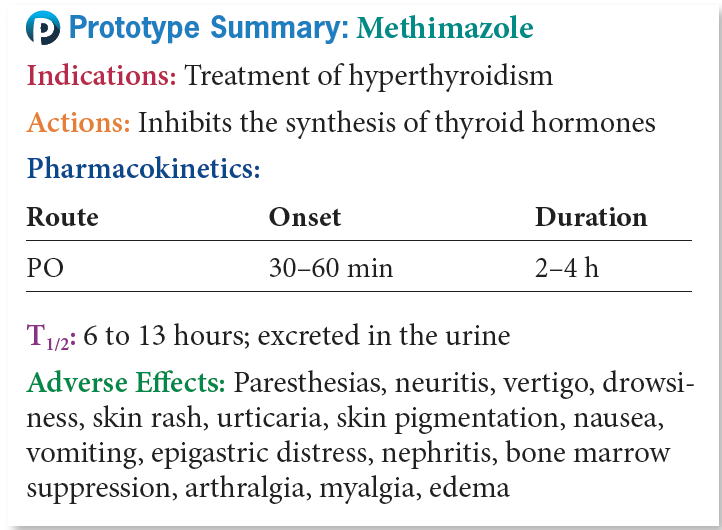 P Prototype Summary: Methimazole
Indications: Treatment of hyperthyroidism
Actions: Inhibits the synthesis of thyroid hormones
Pharmacokinetics:
Route Onset Duration
PO 30–60 min 2–4 h
T1/2: 6 to 13 hours; excreted in the urine
Adverse Effects: Paresthesias, neuritis, vertigo, drowsi-
ness, skin rash, urticaria, skin pigmentation, nausea,
vomiting, epigastric distress, nephritis, bone marrow
suppression, arthralgia, myalgia, edema